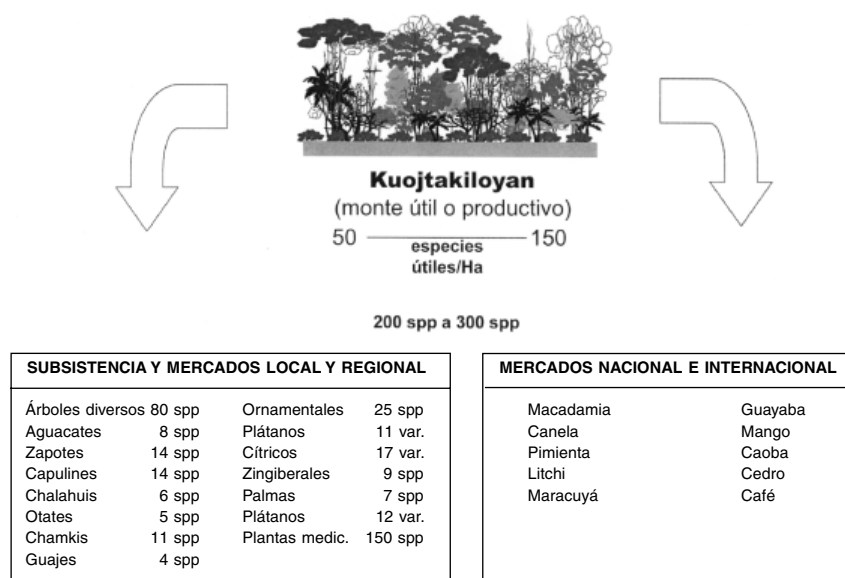 Kuojtakiloyan
(monte útil o productivo)
50 150
especies
útiles/Ha
200 spp a 300 spp
SUBSISTENCIA Y MERCADOS LOCAL Y REGIONAL
Árboles diversos 80 spp Ornamentales 25 spp
Aguacates 8 spp Plátanos 11 var.
Zapotes 14 spp Cítricos 17 var.
Capulines 14 spp Zingiberales 9 spp
Chalahuis 6 spp Palmas 7 spp
Otates 5 spp Plátanos 12 var.
Chamkis 11 spp Plantas medic. 150 spp
Guajes 4 spp
MERCADOS NACIONAL E INTERNACIONAL
Macadamia Guayaba
Canela Mango
Pimienta Caoba
Litchi Cedro
Maracuyá Café